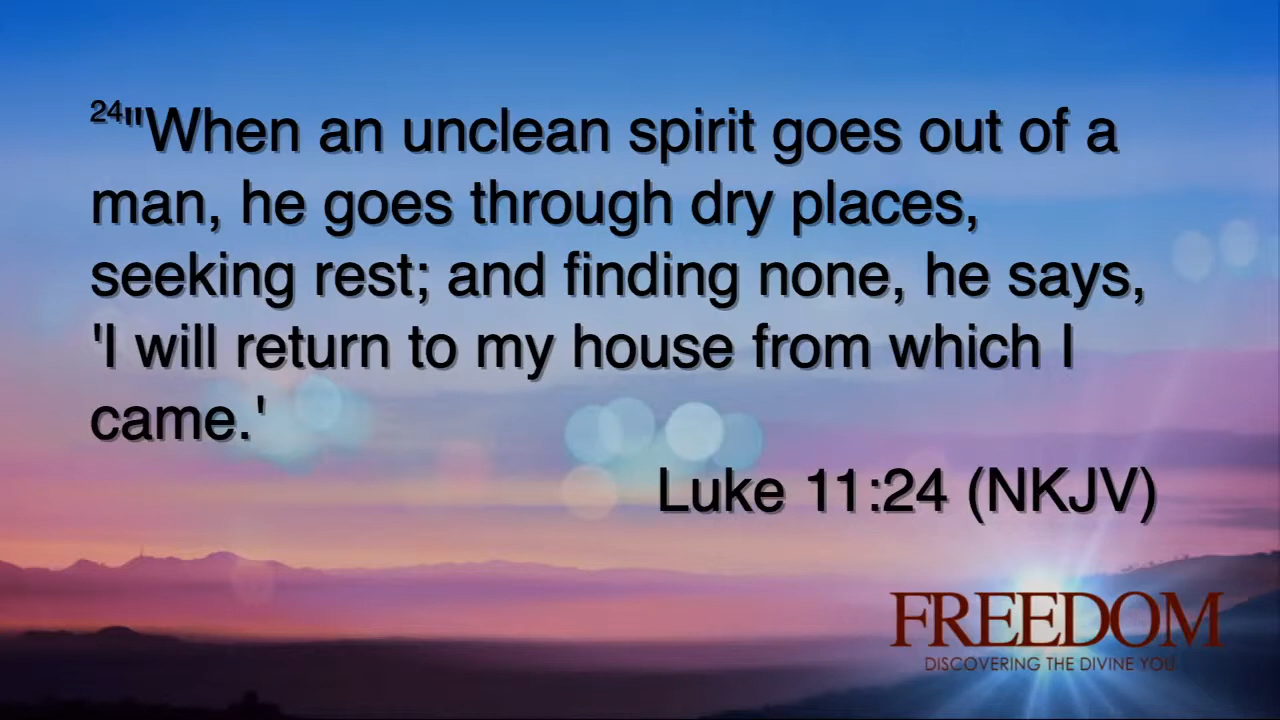 24"When an unclean spirit goes out of a
man, he goes through dry places,
seeking rest; and finding none, he says,
'I will return to my house from which I
came.'
Luke 11:24 (NKJV)
FREEDOM
DISCOVERING THE DIVINE YOU